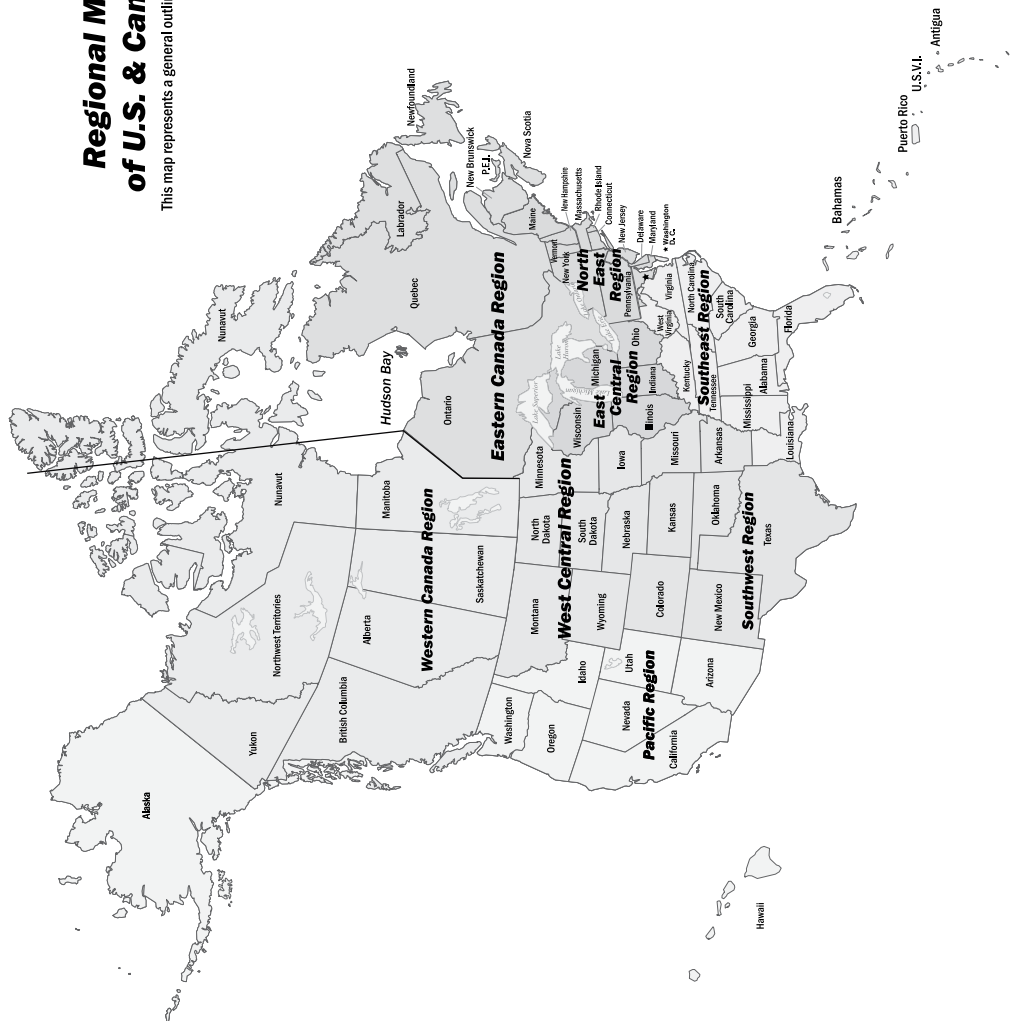 Regional M
of U.S. & Can
This map represents a general outli
Alaska
Yukon
Northwest Territories
Nunavut
Nunavut
British Columbia
Alberta
Saskatchewan
Manitoba
Western Canada Region
Hudson Bay
Ontario
Quebec
Labrador
Newfoundland
New Brunswick
P.E.I.
Nova Scotia
Eastern Canada Region
Washington
Oregon
Idaho
Nevada
Utah
California
Arizona
Pacific Region
Hawaii
Montana
North
Dakota
Minnesota
South
Dakota
Wyoming
Nebraska
Iowa
West Central Region
Colorado
Kansas
Missouri
New Mexico
Oklahoma
Arkansas
Texas
Louisiana
Southwest Region
Wisconsin
Michigan
Illinois
Indiana
Ohio
East
Central
Region
Lake Superior
Lake
Huron
Maine
Vermont
New Hampshire
Massachusetts
Rhode Island
Connecticut
New York
New Jersey
Pennsylvania
Delaware
Maryland
Washington
D. C.
North
East
Region
West
Virginia
Virginia
Kentucky
North Carolina
Tennessee
South
Carolina
Georgia
Alabama
Mississippi
Florida
Southeast Region
Bahamas
Puerto Rico
U.S.V.I.
Antigua